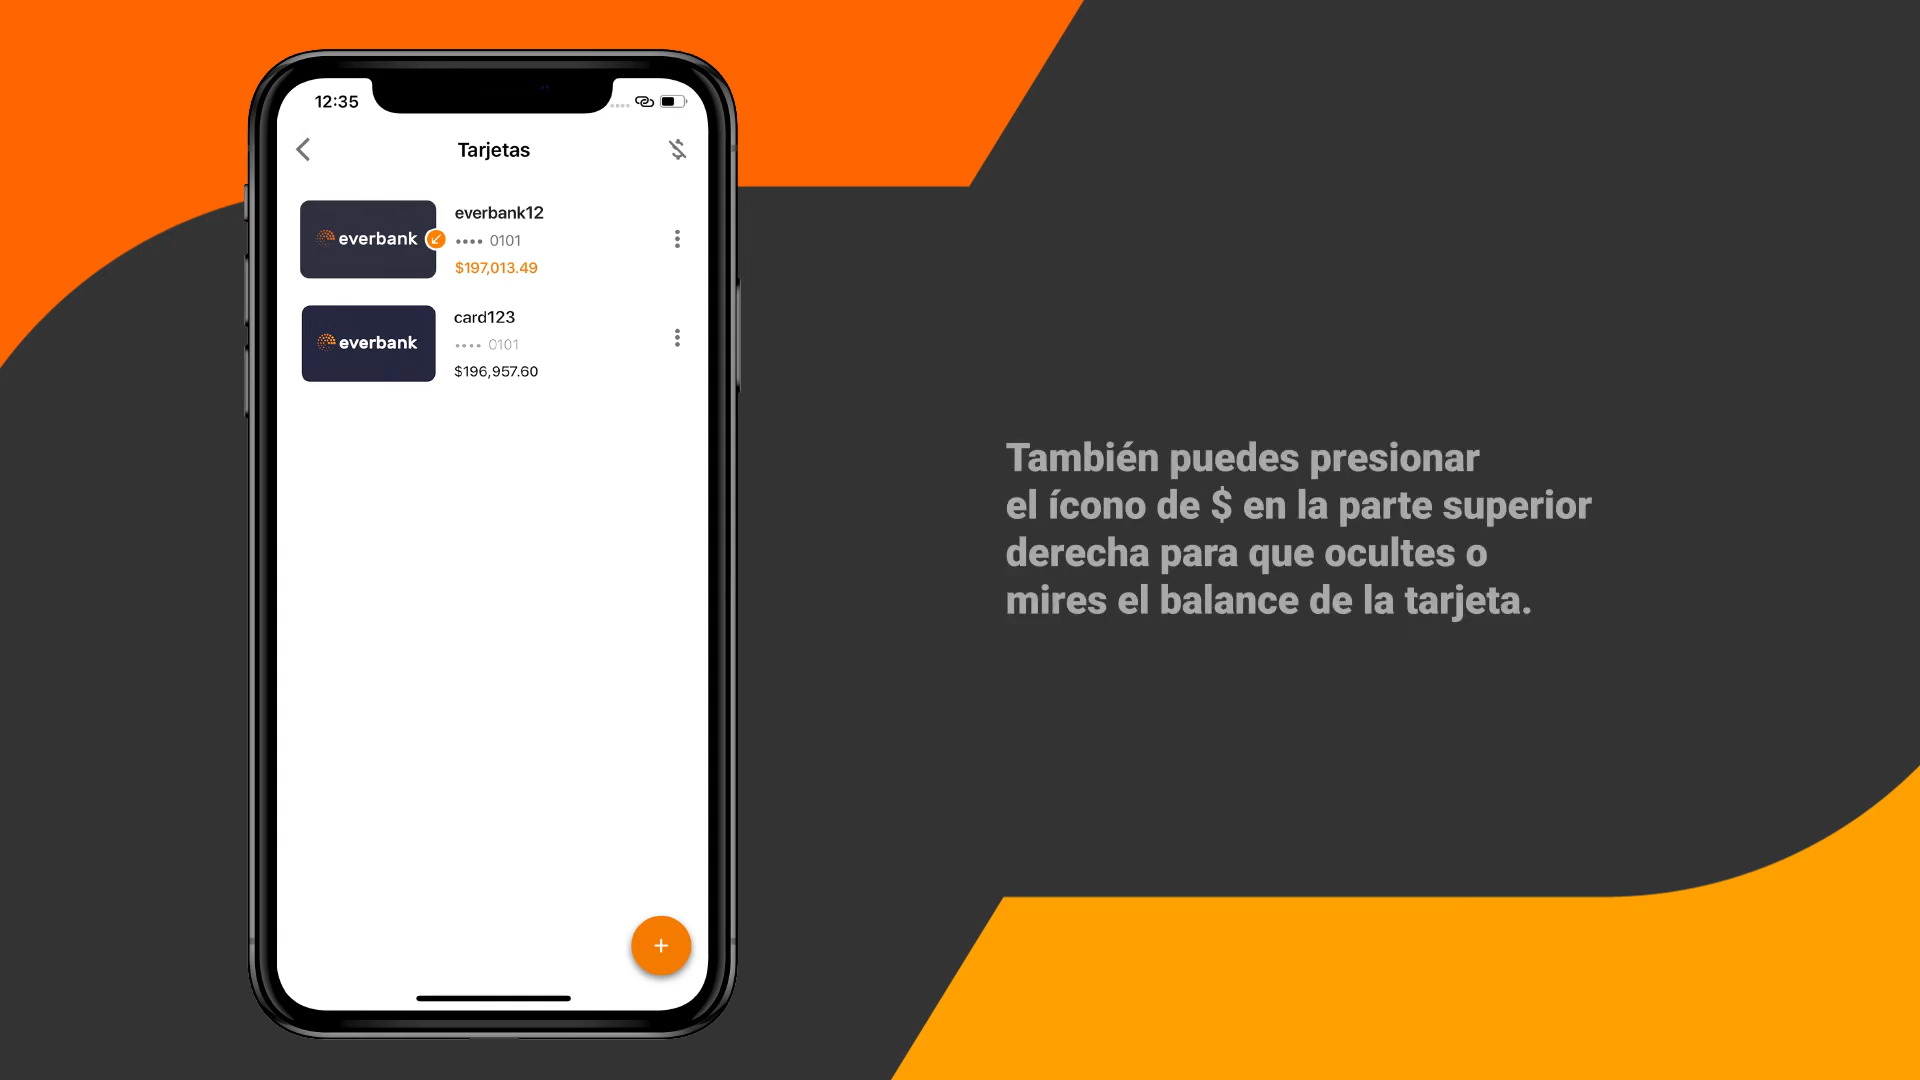 12:35
Tarjetas
everbank
everbank12
•••• 0101
$197,013.49
everbank
card123
•••• 0101
$196,957.60
+
También puedes presionar
el ícono de $ en la parte superior
derecha para que ocultes o
mires el balance de la tarjeta.